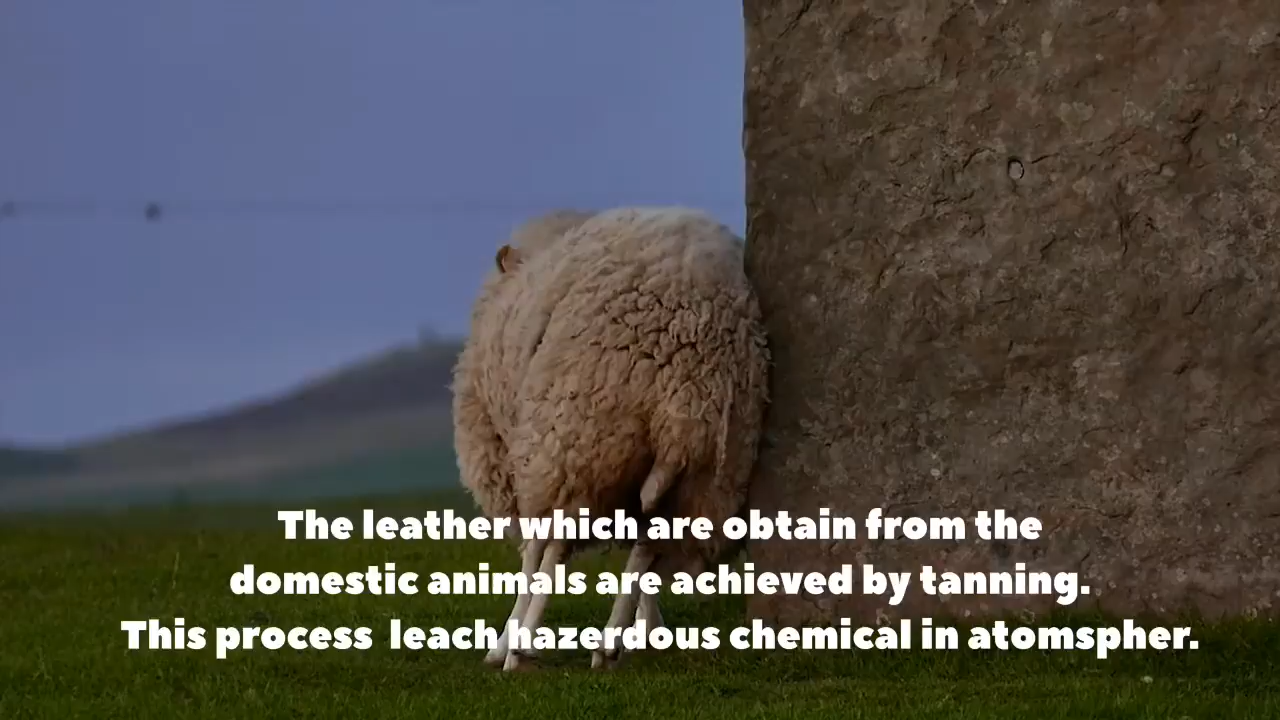 The leather which are obtain from the
domestic animals are achieved by tanning.
This process  leach hazerdous chemical in atomspher.